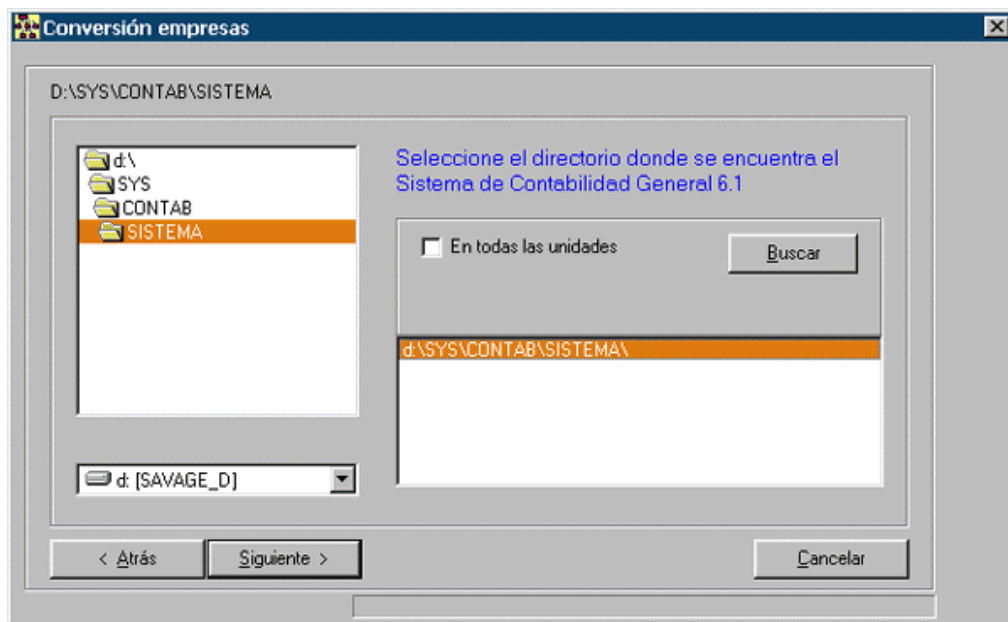 Conversión empresas
D:\SYS\CONTAB\SISTEMA
d:\
SYS
CONTAB
SISTEMA
d: [SAVAGE_D]
Seleccione el directorio donde se encuentra el
Sistema de Contabilidad General 6.1
En todas las unidades
Buscar
d:\SYS\CONTAB\SISTEMA\
< Atrás
Siguiente >
Cancelar